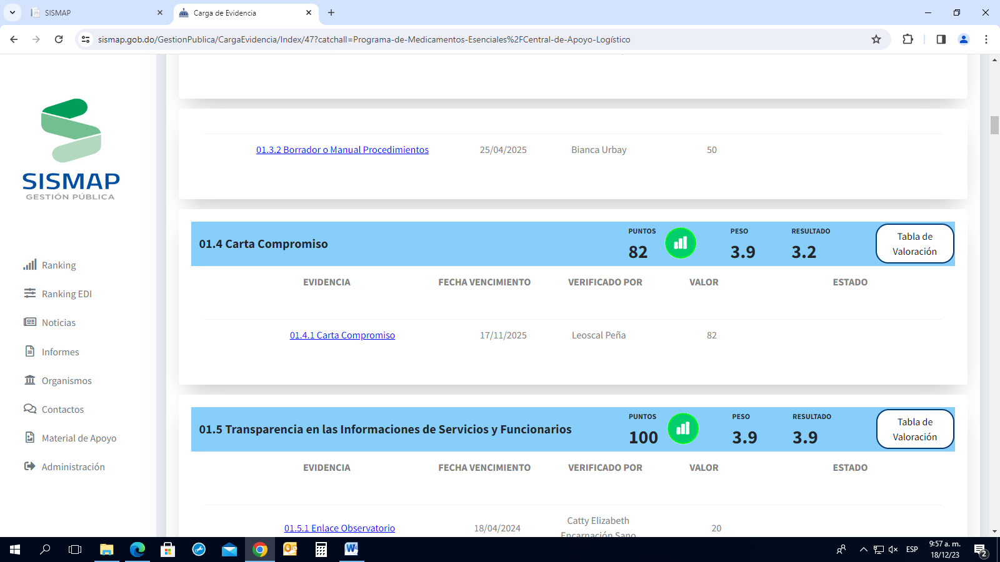 SISMAP
Carga de Evidencia
sismap.gob.do/GestionPublica/CargaEvidencia/Index/47?catchall=Programa-de-Medicamentos-Esenciales%2FCentral-de-Apoyo-Logístico
SISMAP
GESTIÓN PÚBLICA
Ranking
Ranking EDI
Noticias
Informes
Organismos
Contactos
Material de Apoyo
Administración
01.3.2 Borrador o Manual Procedimientos 25/04/2025 Bianca Urbay 50
01.4 Carta Compromiso
PUNTOS
82
PESO
3.9
RESULTADO
3.2
Tabla de
Valoración
EVIDENCIA FECHA VENCIMIENTO VERIFICADO POR VALOR ESTADO
01.4.1 Carta Compromiso 17/11/2025 Leoscal Peña 82
01.5 Transparencia en las Informaciones de Servicios y Funcionarios
PUNTOS
100
PESO
3.9
RESULTADO
3.9
Tabla de
Valoración
EVIDENCIA FECHA VENCIMIENTO VERIFICADO POR VALOR ESTADO
01.5.1 Enlace Observatorio 18/04/2024 Catty Elizabeth
Encarnación Sano 20
ESP
9:57 a. m.
18/12/23
2